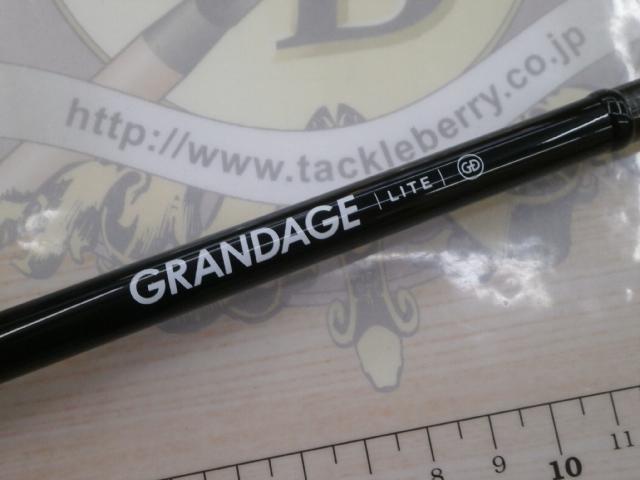 http://www.tackleberry.co.jp
GRANDAGE | LITE | GD
8 9 10 11